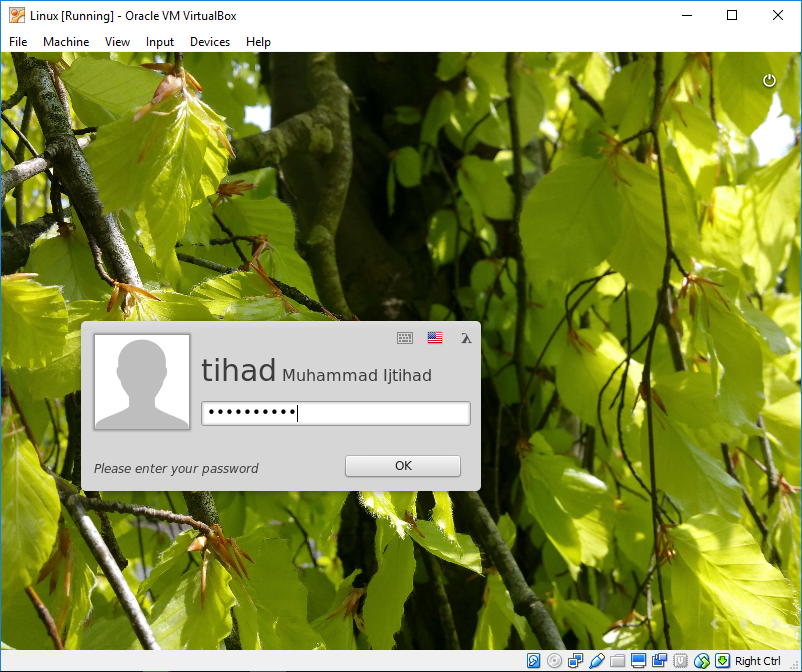 Linux [Running] - Oracle VM VirtualBox
File Machine View Input Devices Help
tihad Muhammad Ijtihad
••••••••••
Please enter your password
OK
Right Ctrl